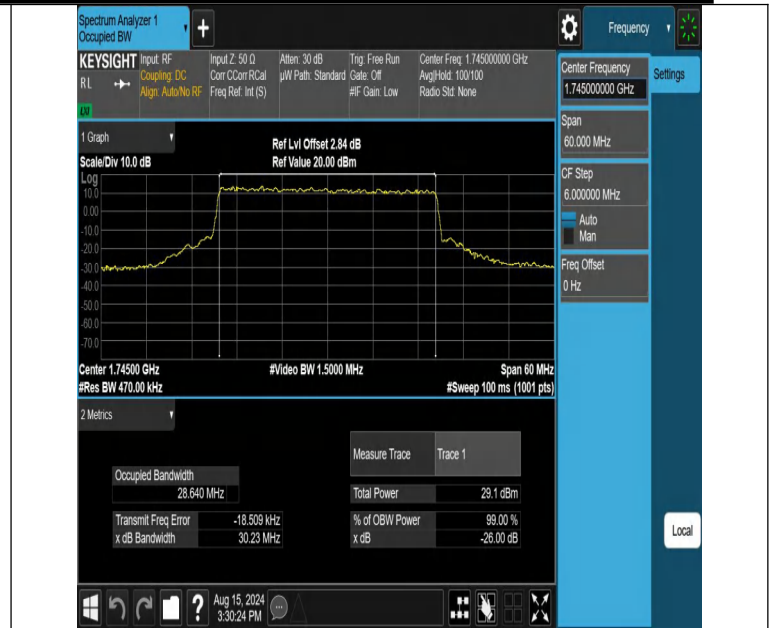 Spectrum Analyzer 1
Occupied BW
+
Frequency
KEYSIGHT
RL
LXI
Input: RF
Coupling: DC
Align: Auto/No RF
Input Z: 50 Ω
Corr CCorr RCal
Freq Ref: Int (S)
Atten: 30 dB
µW Path: Standard
Trig: Free Run
Gate: Off
#IF Gain: Low
Center Freq: 1.745000000 GHz
Avg|Hold: 100/100
Radio Std: None
Center Frequency
1.745000000 GHz
Settings
Span
60.000 MHz
CF Step
6.000000 MHz
Auto
Man
Freq Offset
0 Hz
1 Graph
Scale/Div 10.0 dB
Ref Lvl Offset 2.84 dB
Ref Value 20.00 dBm
Log
10.0
0.00
-10.0
-20.0
-30.0
-40.0
-50.0
-60.0
-70.0
Center 1.74500 GHz
#Video BW 1.5000 MHz
Span 60 MHz
#Res BW 470.00 kHz
#Sweep 100 ms (1001 pts)
2 Metrics
Measure Trace Trace 1
Occupied Bandwidth
28.640 MHz
Total Power 29.1 dBm
Transmit Freq Error -18.509 kHz
% of OBW Power 99.00 %
x dB Bandwidth 30.23 MHz
x dB -26.00 dB
Local
?
Aug 15, 2024
3:30:24 PM